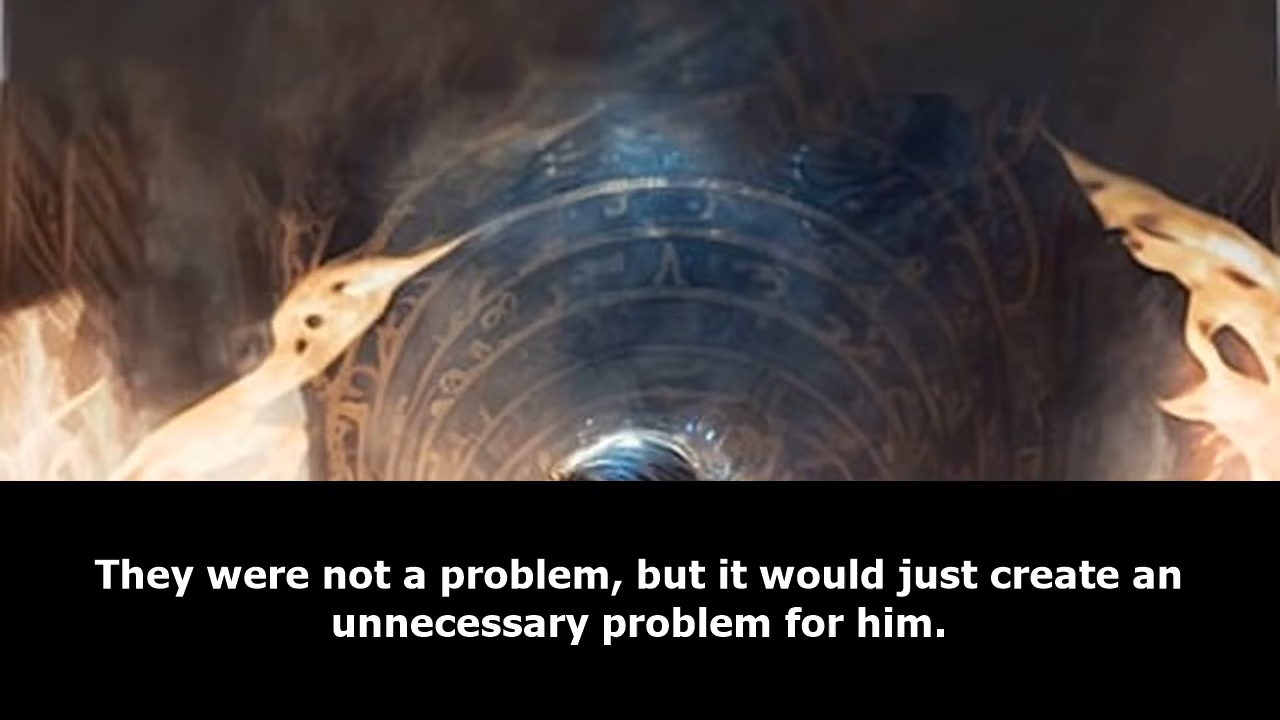 They were not a problem, but it would just create an
unnecessary problem for him.